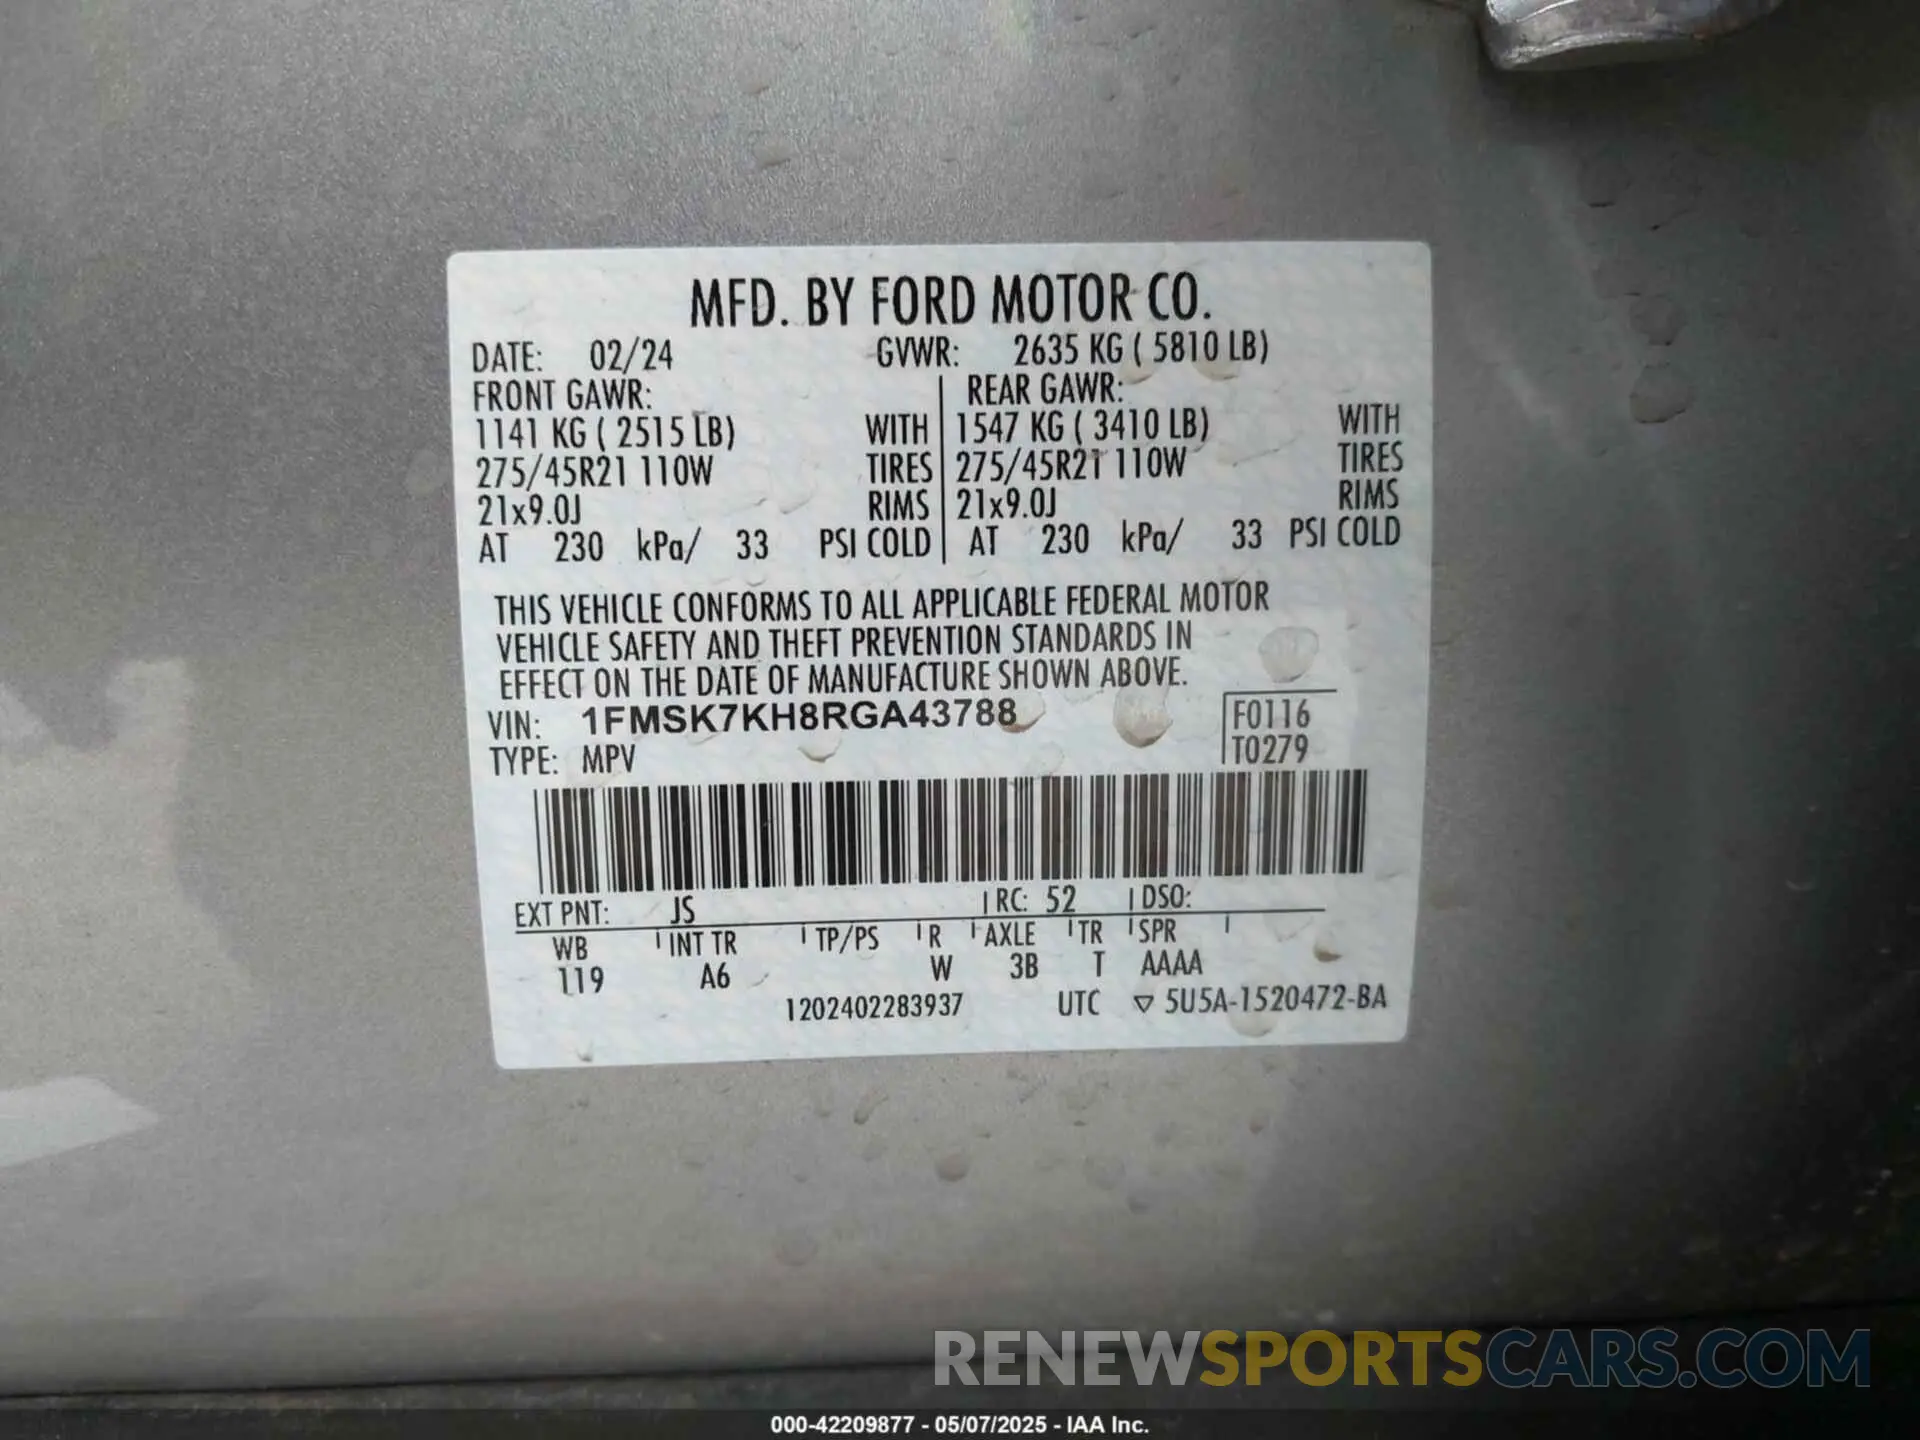 MFD. BY FORD MOTOR CO.
DATE: 02/24 GVWR: 2635 KG ( 5810 LB)
FRONT GAWR: REAR GAWR:
1141 KG ( 2515 LB) WITH 1547 KG ( 3410 LB) WITH
275/45R21 110W TIRES 275/45R21 110W TIRES
21x9.0J RIMS 21x9.0J RIMS
AT 230 kPa/ 33 PSI COLD AT 230 kPa/ 33 PSI COLD
THIS VEHICLE CONFORMS TO ALL APPLICABLE FEDERAL MOTOR
VEHICLE SAFETY AND THEFT PREVENTION STANDARDS IN
EFFECT ON THE DATE OF MANUFACTURE SHOWN ABOVE.
VIN: 1FMSK7KH8RGA43788 F0116
TYPE: MPV T0279
EXT PNT: JS RC: 52 DSO:
WB INT TR TP/PS R AXLE TR SPR
119 A6 W 3B T AAAA
1202402283937 UTC ▽ 5U5A-1520472-BA
RENEWSPORTSCARS.COM
000-42209877 - 05/07/2025 - IAA Inc.